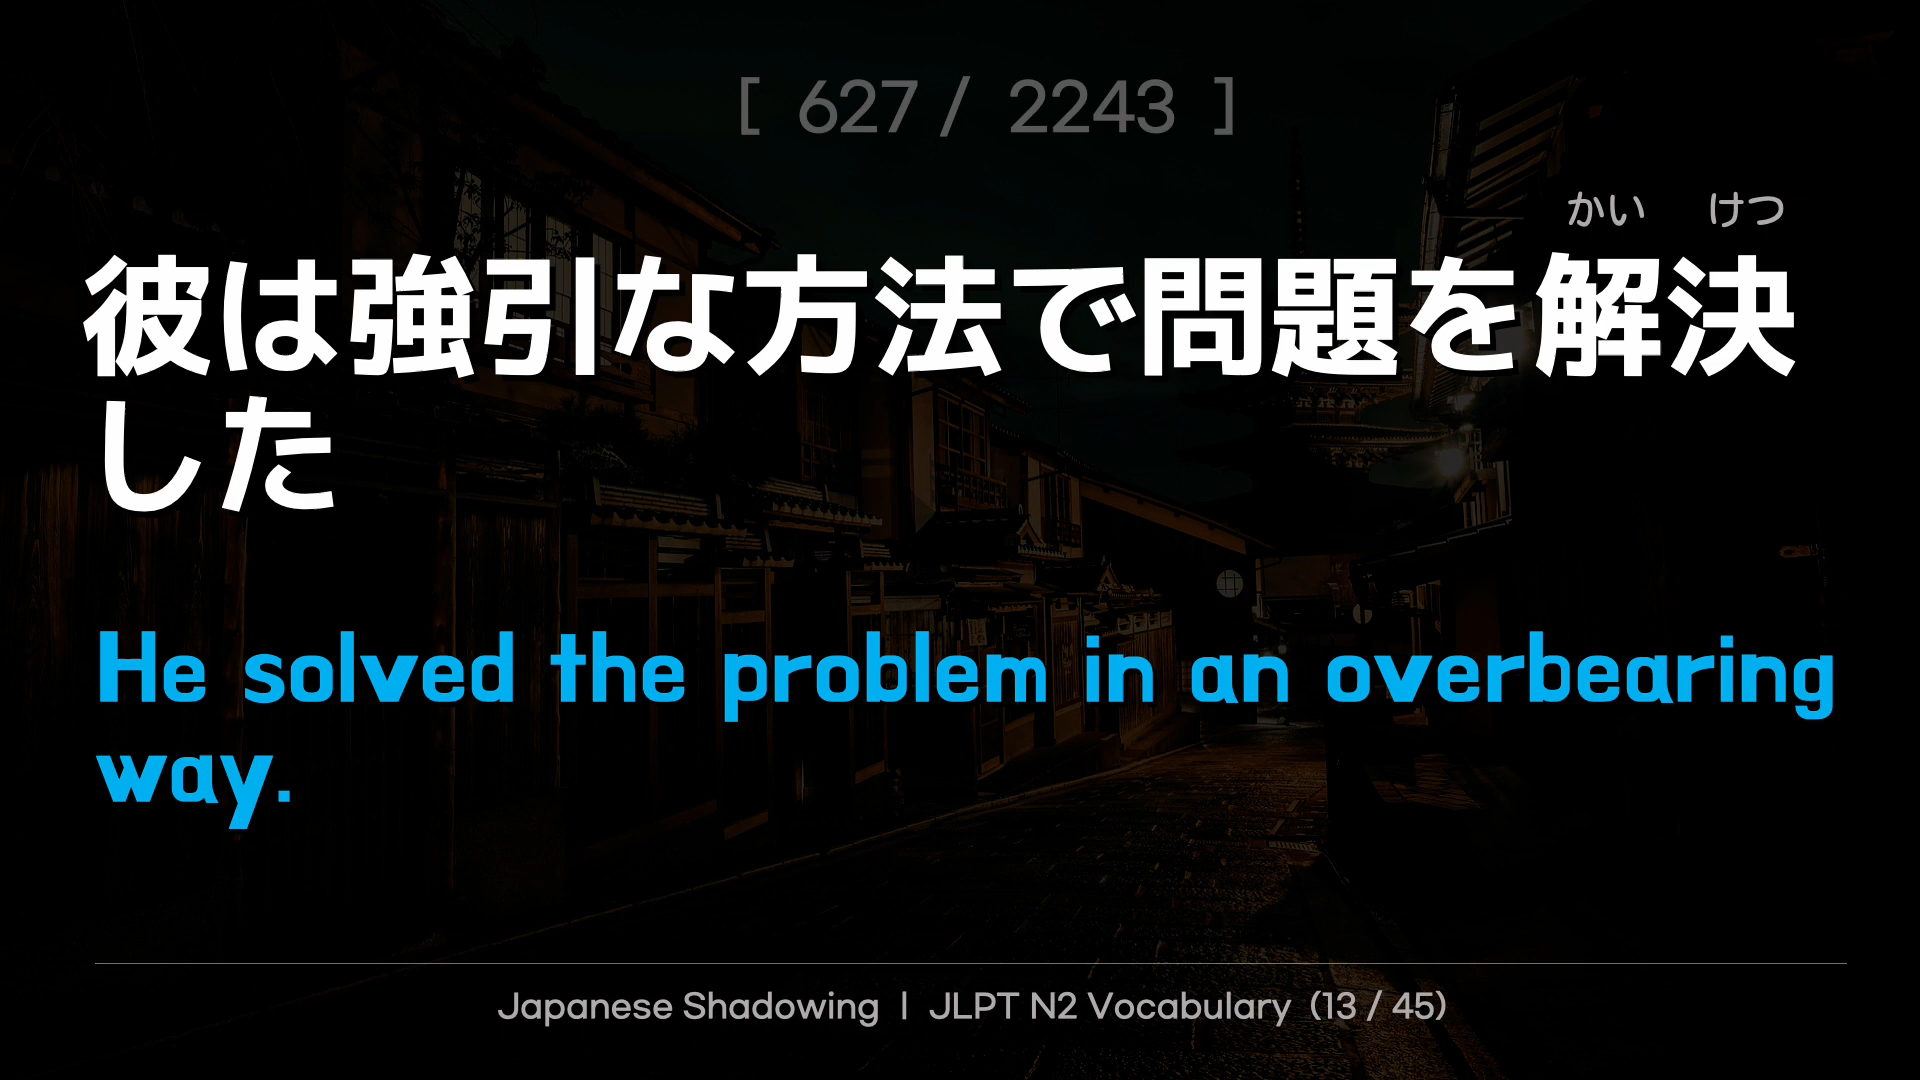 [ 627 / 2243 ]
かい けつ
彼は強引な方法で問題を解決
した
He solved the problem in an overbearing
way.
Japanese Shadowing | JLPT N2 Vocabulary (13 / 45)